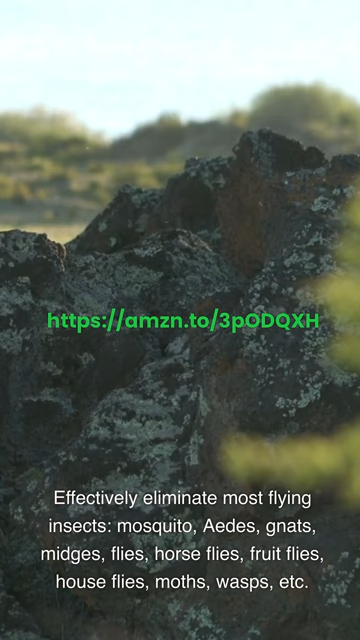 https://amzn.to/3pODQXH
Effectively eliminate most flying
insects: mosquito, Aedes, gnats,
midges, flies, horse flies, fruit flies,
house flies, moths, wasps, etc.